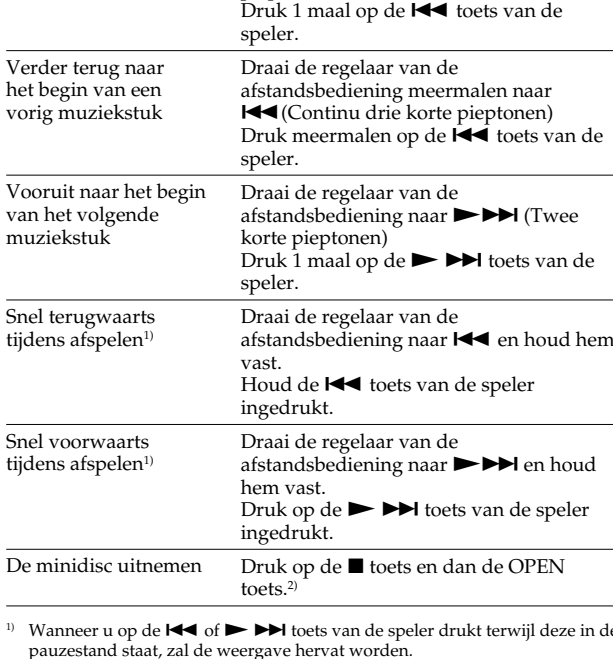 Druk 1 maal op de ⏮ toets van de
speler.
Verder terug naar
het begin van een
vorig muziekstuk
Draai de regelaar van de
afstandsbediening meermalen naar
⏮ (Continu drie korte pieptonen)
Druk meermalen op de ⏮ toets van de
speler.
Vooruit naar het begin
van het volgende
muziekstuk
Draai de regelaar van de
afstandsbediening naar ▶▶▶I (Twee
korte pieptonen)
Druk 1 maal op de ▶ ▶▶I toets van de
speler.
Snel terugwaarts
tijdens afspelen1)
Draai de regelaar van de
afstandsbediening naar ⏮ en houd hem
vast.
Houd de ⏮ toets van de speler
ingedrukt.
Snel voorwaarts
tijdens afspelen1)
Draai de regelaar van de
afstandsbediening naar ▶▶▶I en houd
hem vast.
Druk op de ▶ ▶▶I toets van de speler
ingedrukt.
De minidisc uitnemen
Druk op de ■ toets en dan de OPEN
toets.2)
1) Wanneer u op de ⏮ of ▶ ▶▶I toets van de speler drukt terwijl deze in de
pauzestand staat, zal de weergave hervat worden.